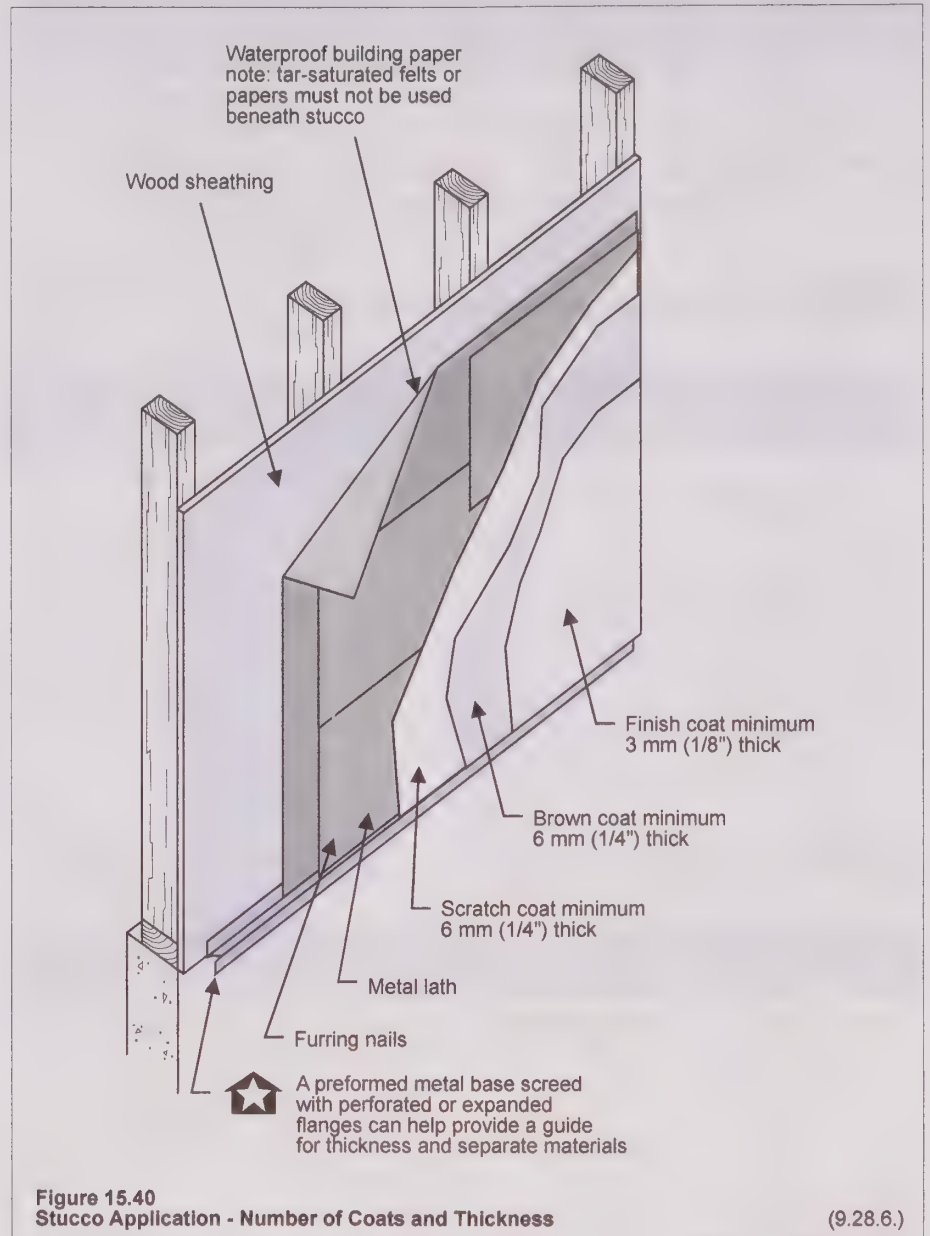 Waterproof building paper
note: tar-saturated felts or
papers must not be used
beneath stucco
Wood sheathing
Finish coat minimum
3 mm (1/8") thick
Brown coat minimum
6 mm (1/4") thick
Scratch coat minimum
6 mm (1/4") thick
Metal lath
Furring nails
A preformed metal base screed
with perforated or expanded
flanges can help provide a guide
for thickness and separate materials
Figure 15.40
Stucco Application - Number of Coats and Thickness (9.28.6.)